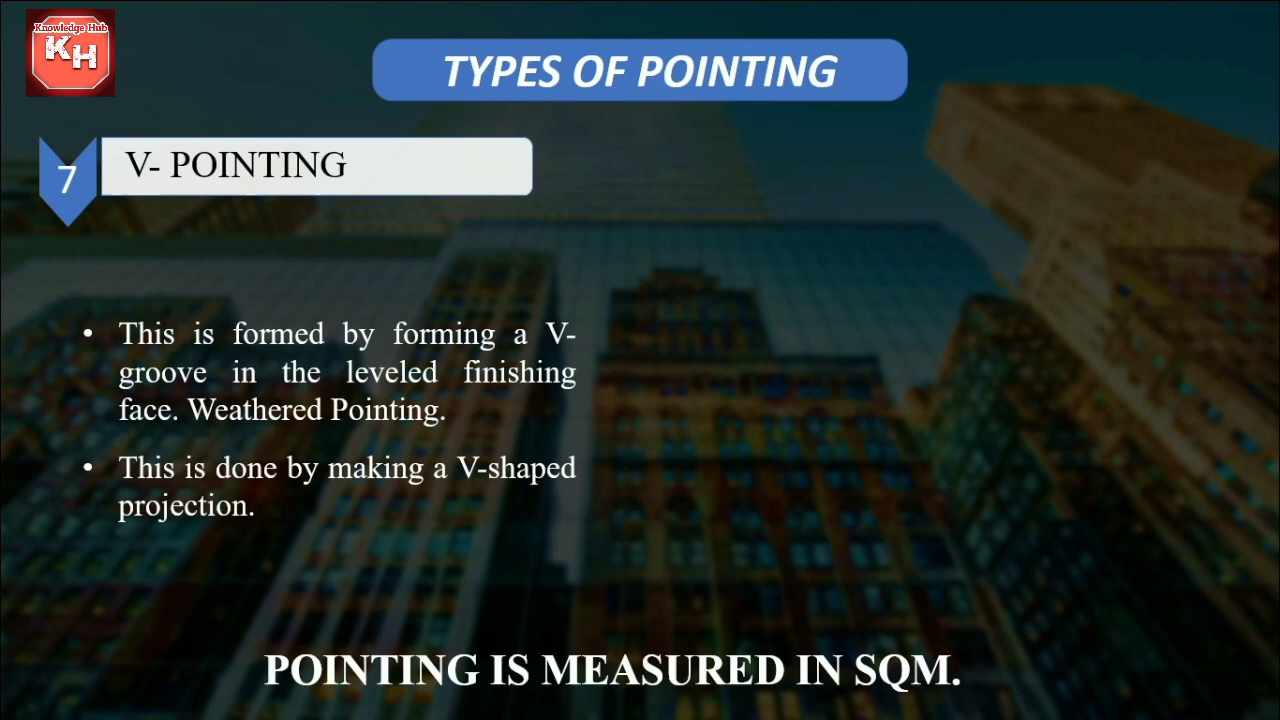 Knowledge Hub
KH
TYPES OF POINTING
7
V- POINTING
• This is formed by forming a V-
groove in the leveled finishing
face. Weathered Pointing.
• This is done by making a V-shaped
projection.
POINTING IS MEASURED IN SQM.